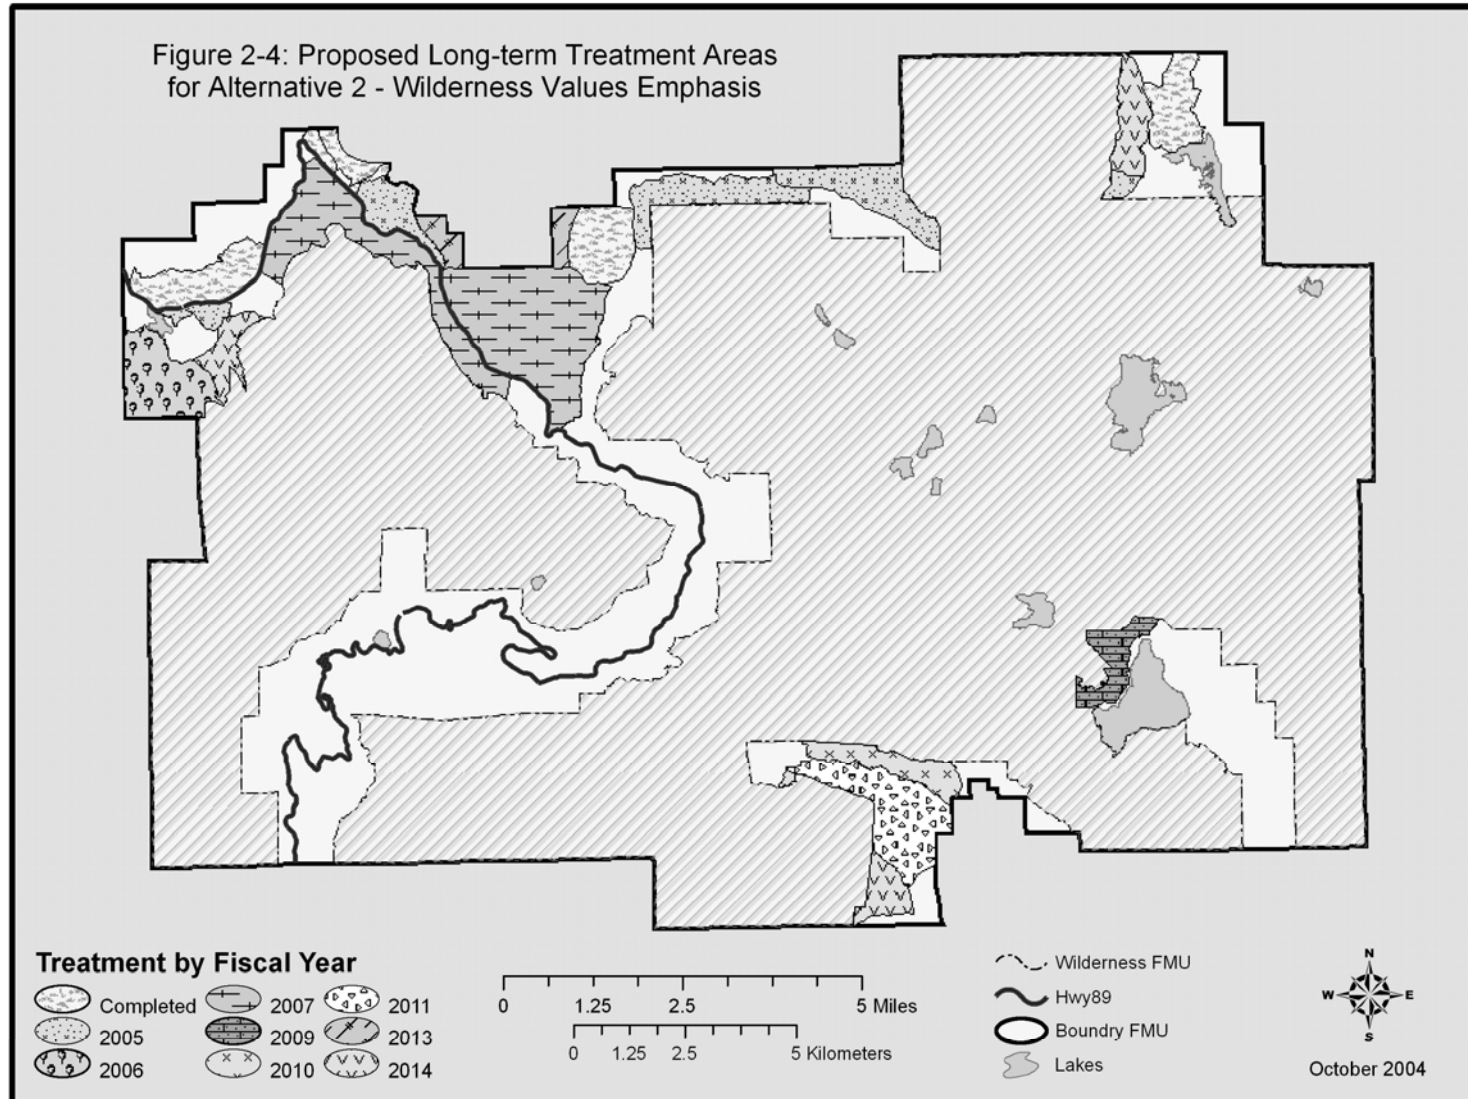 Figure 2-4: Proposed Long-term Treatment Areas
for Alternative 2 - Wilderness Values Emphasis
Treatment by Fiscal Year
Completed
2005
2006
2007
2009
2010
2011
2013
2014
0 1.25 2.5 5 Miles
0 1.25 2.5 5 Kilometers
Wilderness FMU
Hwy89
Boundry FMU
Lakes
N
W E
S
October 2004